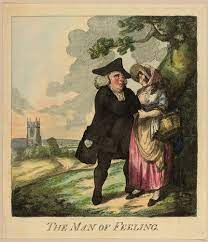 THE MAN OF FEELING.